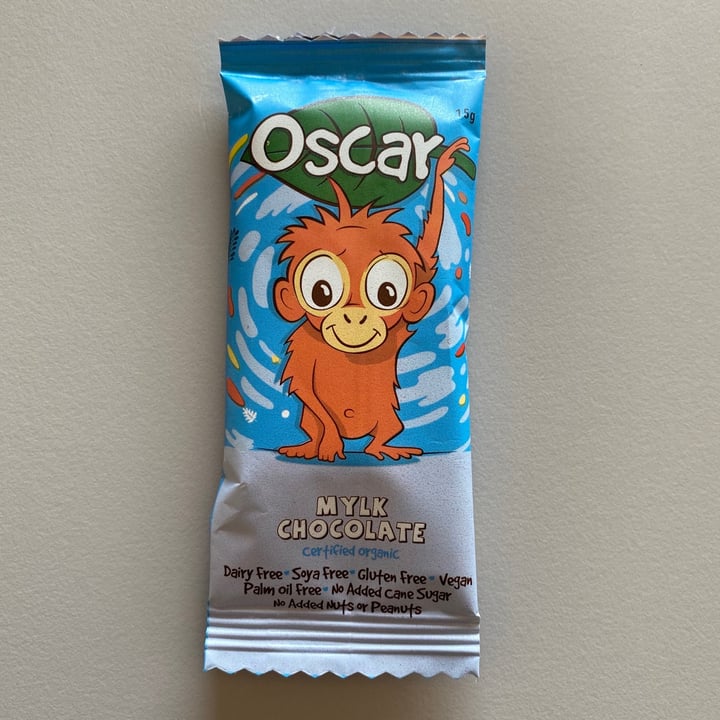 Oscar
15g
MYLK
CHOCOLATE
certified organic
Dairy Free • Soya Free • Gluten Free • Vegan
Palm oil Free • No Added Cane Sugar
No Added Nuts or Peanuts